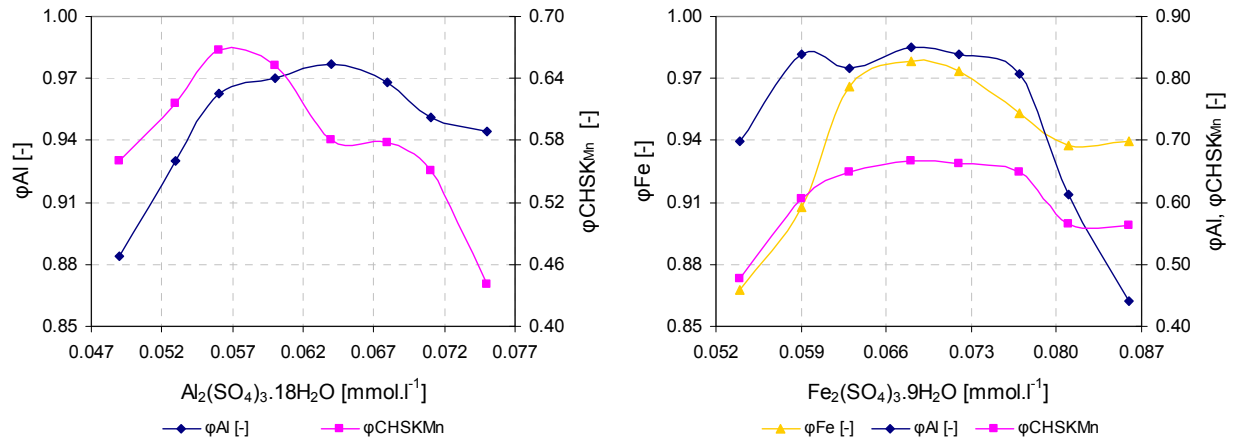 1.00
0.97
0.94
0.91
0.88
0.85
φAl [-]
0.70
0.64
0.58
0.52
0.46
0.40
φCHSKMn [-]
0.047 0.052 0.057 0.062 0.067 0.072 0.077
Al2(SO4)3.18H2O [mmol.l-1]
φAl [-] φCHSKMn
1.00
0.97
0.94
0.91
0.88
0.85
φFe [-]
0.90
0.80
0.70
0.60
0.50
0.40
φAl, φCHSKMn [-]
0.052 0.059 0.066 0.073 0.080 0.087
Fe2(SO4)3.9H2O [mmol.l-1]
φFe [-] φAl [-] φCHSKMn